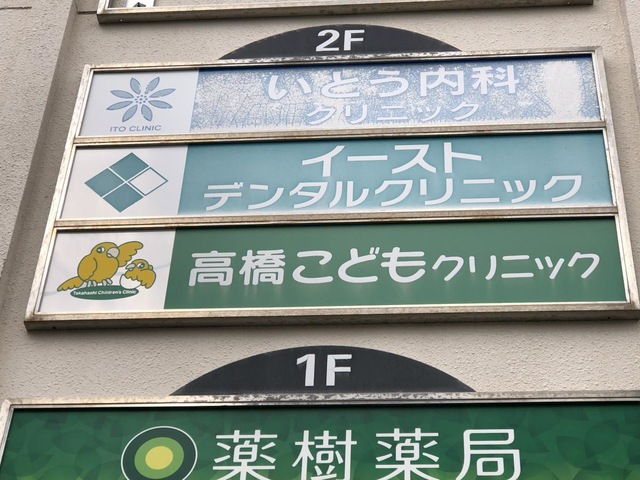 2F
いとう内科
クリニック
ITO CLINIC
イースト
デンタルクリニック
高橋こどもクリニック
Takahashi Children's Clinic
1F
薬樹薬局